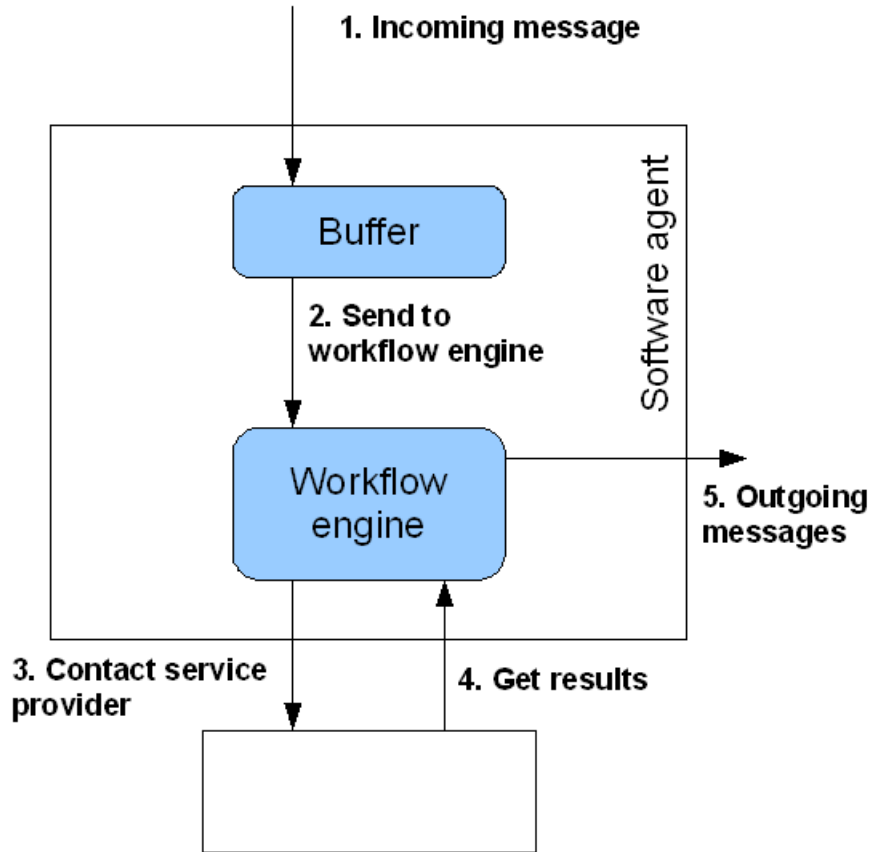 1. Incoming message
Software agent
Buffer
2. Send to
workflow engine
Workflow
engine
5. Outgoing
messages
3. Contact service
provider
4. Get results